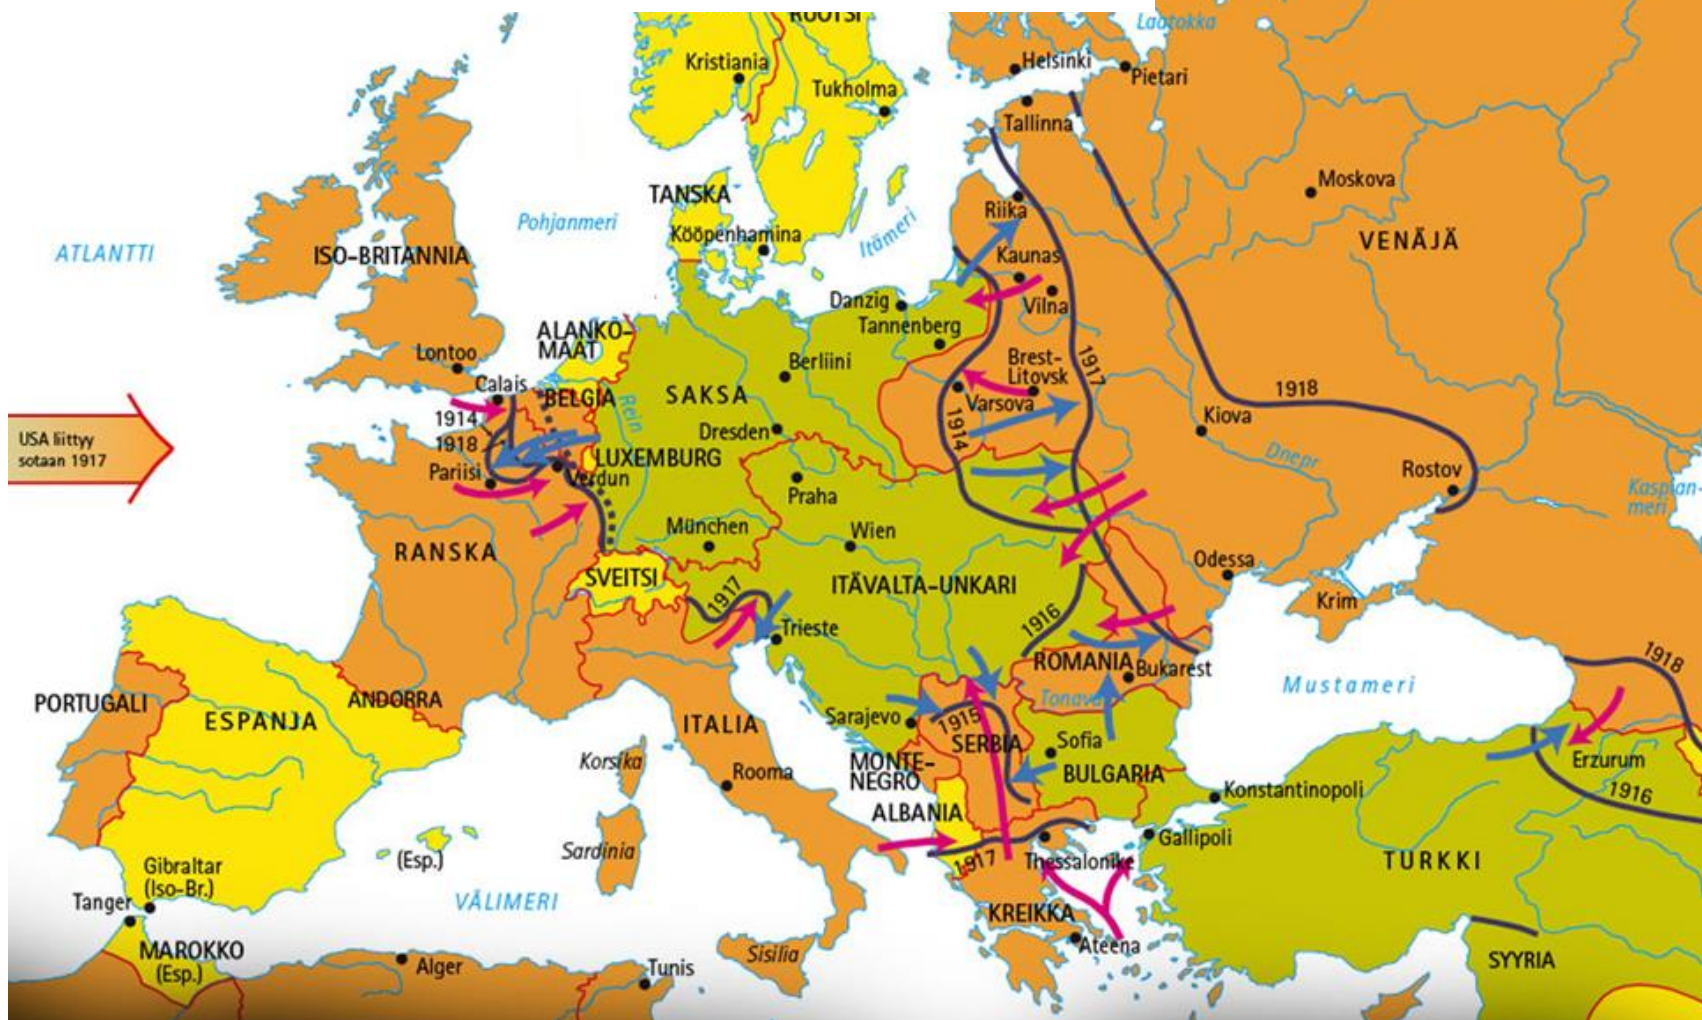 RUOTSI
Laatokka
Kristiania
Helsinki
Pietari
Tukholma
Tallinna
Moskova
TANSKA
Riika
Pohjanmeri
Itämeri
Kööpenhamina
VENÄJÄ
ATLANTTI
ISO-BRITANNIA
Kaunas
Vilna
Danzig
Tannenberg
ALANKO-
MAAT
Lontoo
Berliini
Brest-
Litovsk
1917
Calais
BELGIA
Rein
SAKSA
Varsova
1918
1914
1914
Kiova
USA liittyy
sotaan 1917
1918
Dresden
Pariisi
LUXEMBURG
Verdun
Dnepr
Rostov
Praha
Kaspian-
meri
München
Wien
RANSKA
Odessa
SVEITSI
ITÄVALTA-UNKARI
Krim
1917
1916
Trieste
1918
ROMANIA
Bukarest
PORTUGALI
ANDORRA
Mustameri
Tonava
ESPANJA
ITALIA
Sarajevo
1915
SERBIA
Sofia
Korsika
Rooma
MONTE-
NEGRO
BULGARIA
Erzurum
Konstantinopoli
1916
ALBANIA
Gallipoli
Sardinia
(Esp.)
1917
Thessalonike
TURKKI
Gibraltar
(Iso-Br.)
Tanger
VÄLIMERI
KREIKKA
Ateena
MAROKKO
(Esp.)
Alger
Tunis
Sisilia
SYYRIA